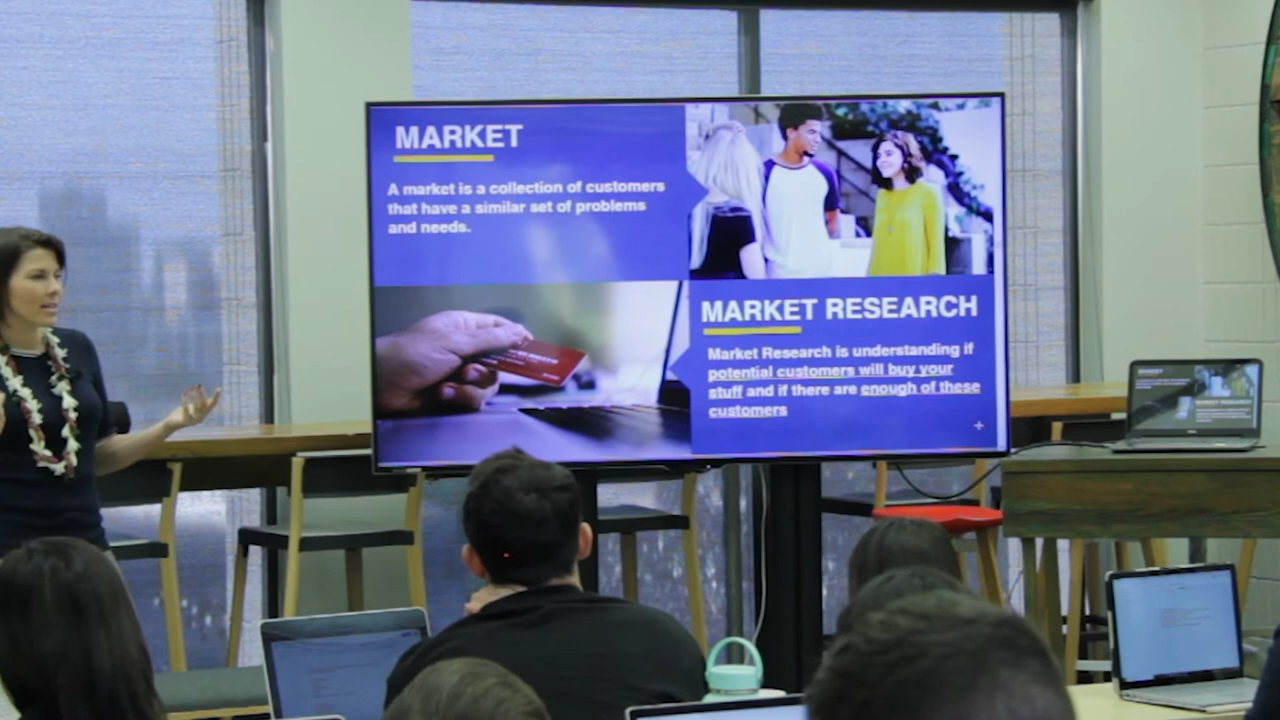 MARKET
A market is a collection of customers
that have a similar set of problems
and needs.
MARKET RESEARCH
Market Research is understanding if
potential customers will buy your
stuff and if there are enough of these
customers